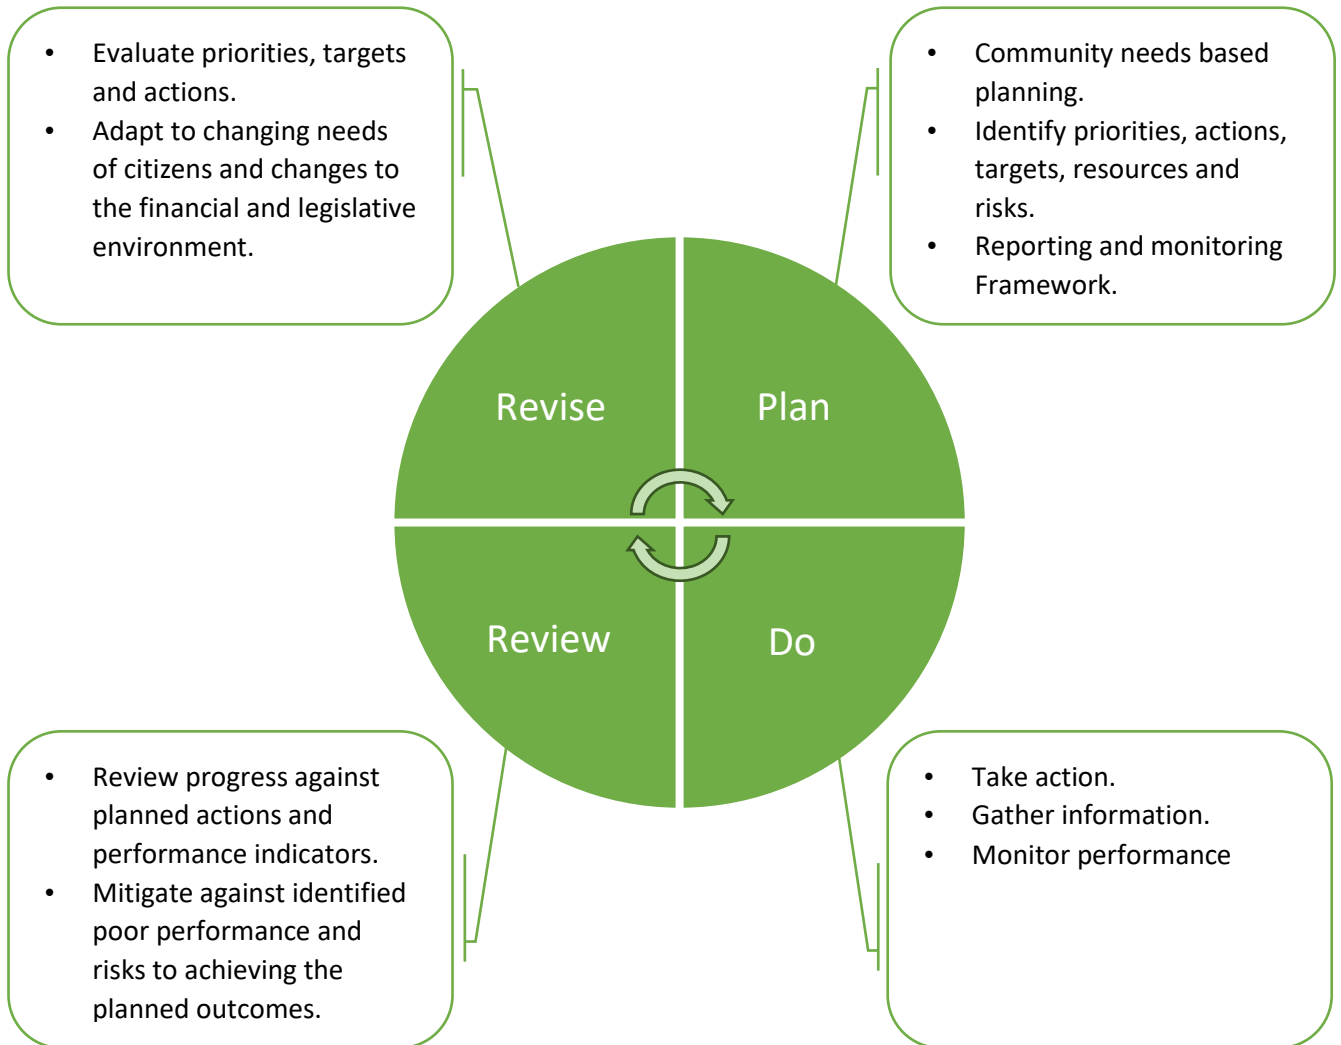 • Evaluate priorities, targets
and actions.
• Adapt to changing needs
of citizens and changes to
the financial and legislative
environment.
• Community needs based
planning.
• Identify priorities, actions,
targets, resources and
risks.
• Reporting and monitoring
Framework.
Revise
Plan
Review
Do
• Review progress against
planned actions and
performance indicators.
• Mitigate against identified
poor performance and
risks to achieving the
planned outcomes.
• Take action.
• Gather information.
• Monitor performance